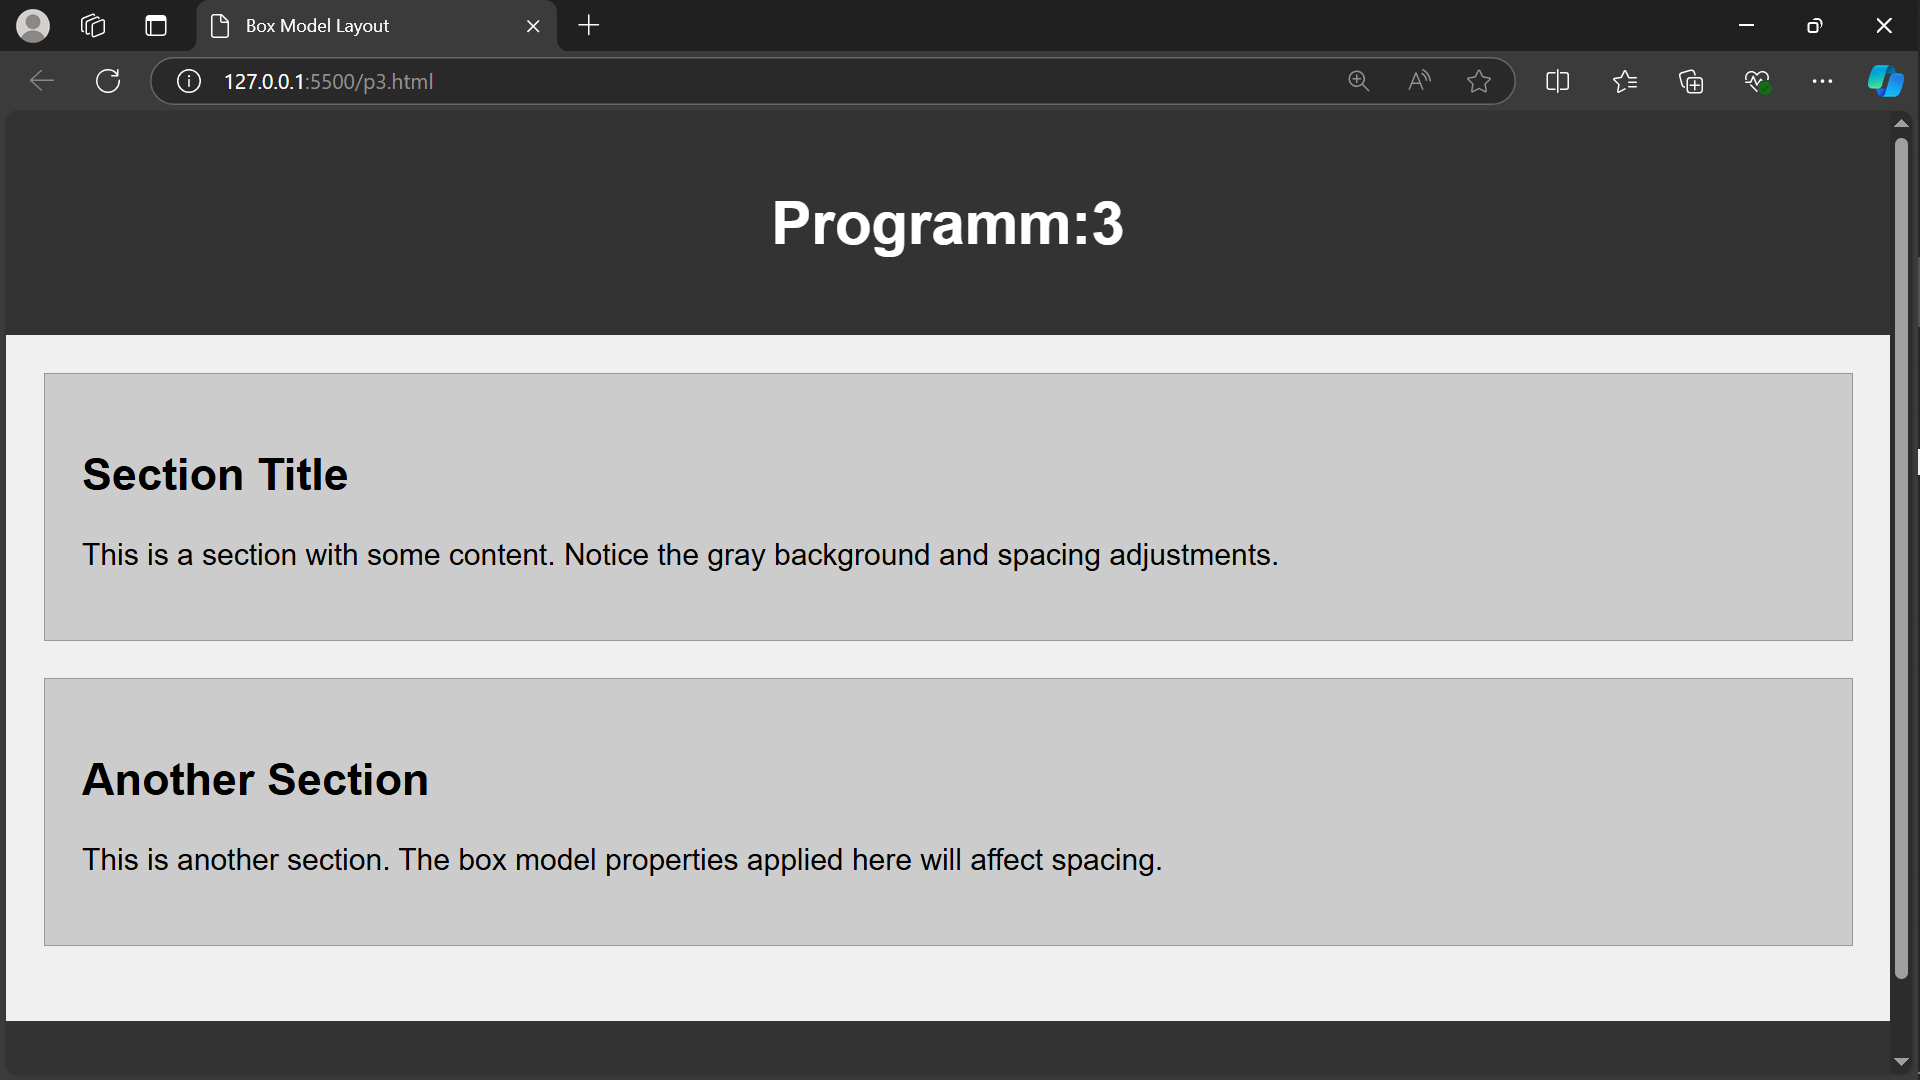 Box Model Layout
127.0.0.1:5500/p3.html
Programm:3
Section Title
This is a section with some content. Notice the gray background and spacing adjustments.
Another Section
This is another section. The box model properties applied here will affect spacing.